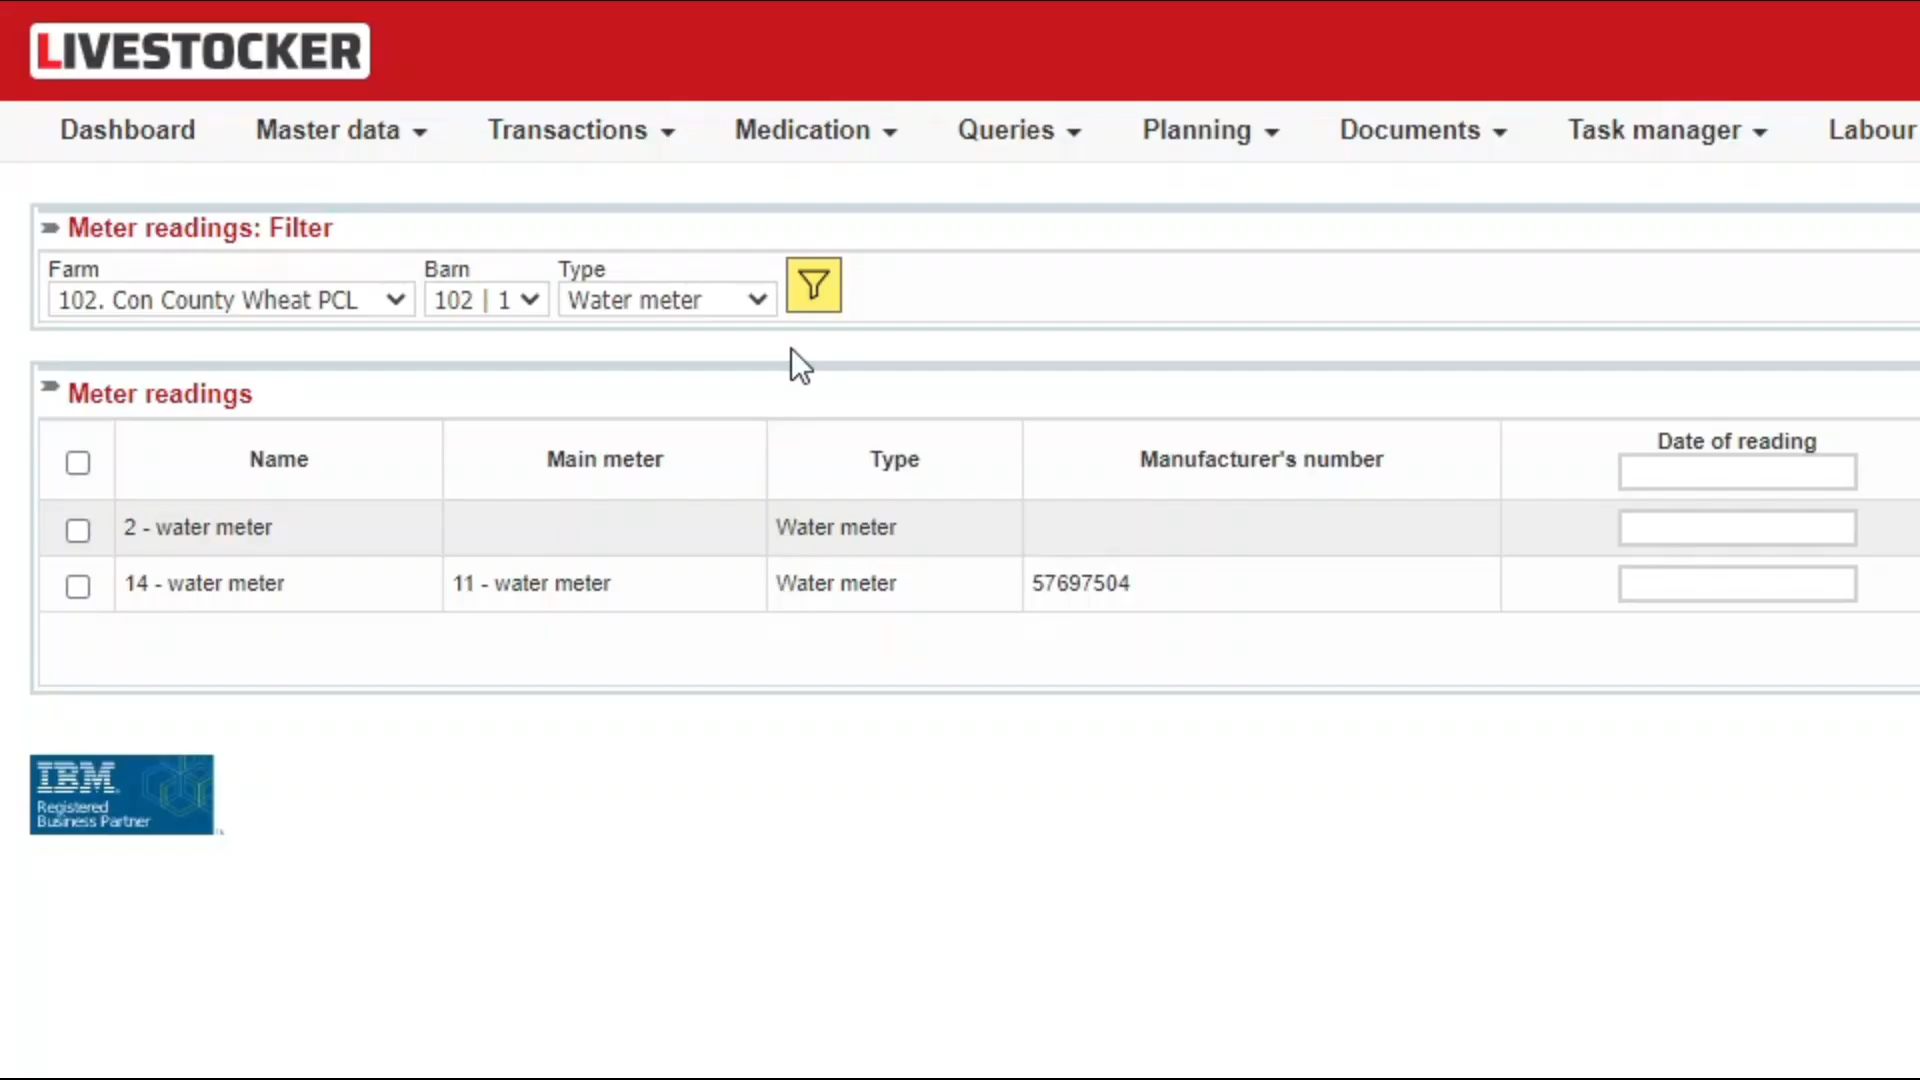 LIVESTOCKER
Dashboard Master data Transactions Medication Queries Planning Documents Task manager Labour
Meter readings: Filter
Farm Barn Type
102. Con County Wheat PCL 102 | 1 Water meter
Meter readings
Name Main meter Type Manufacturer's number Date of reading
2 - water meter Water meter
14 - water meter 11 - water meter Water meter 57697504
IBM
Registered
Business Partner